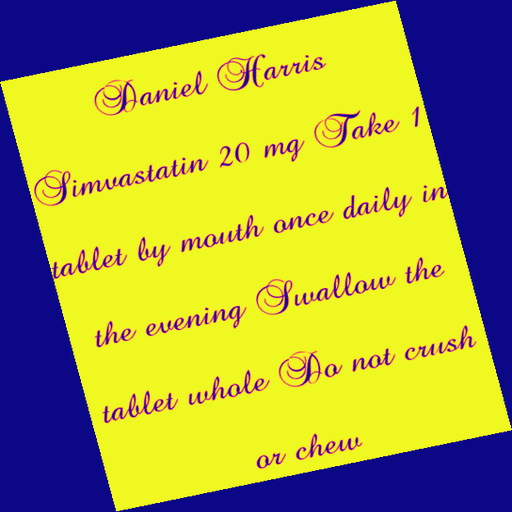 Daniel Harris
Simvastatin 20 mg Take 1
tablet by mouth once daily in
the evening Swallow the
tablet whole Do not crush
or chew